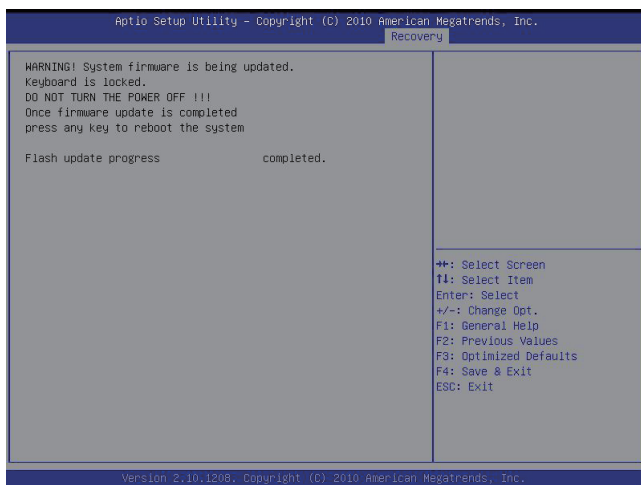 Aptio Setup Utility – Copyright (C) 2010 American Megatrends, Inc.
Recovery
WARNING! System firmware is being updated.
Keyboard is locked.
DO NOT TURN THE POWER OFF !!!
Once firmware update is completed
press any key to reboot the system
Flash update progress completed.
→←: Select Screen
↑↓: Select Item
Enter: Select
+/-: Change Opt.
F1: General Help
F2: Previous Values
F3: Optimized Defaults
F4: Save & Exit
ESC: Exit
Version 2.10.1208. Copyright (C) 2010 American Megatrends, Inc.